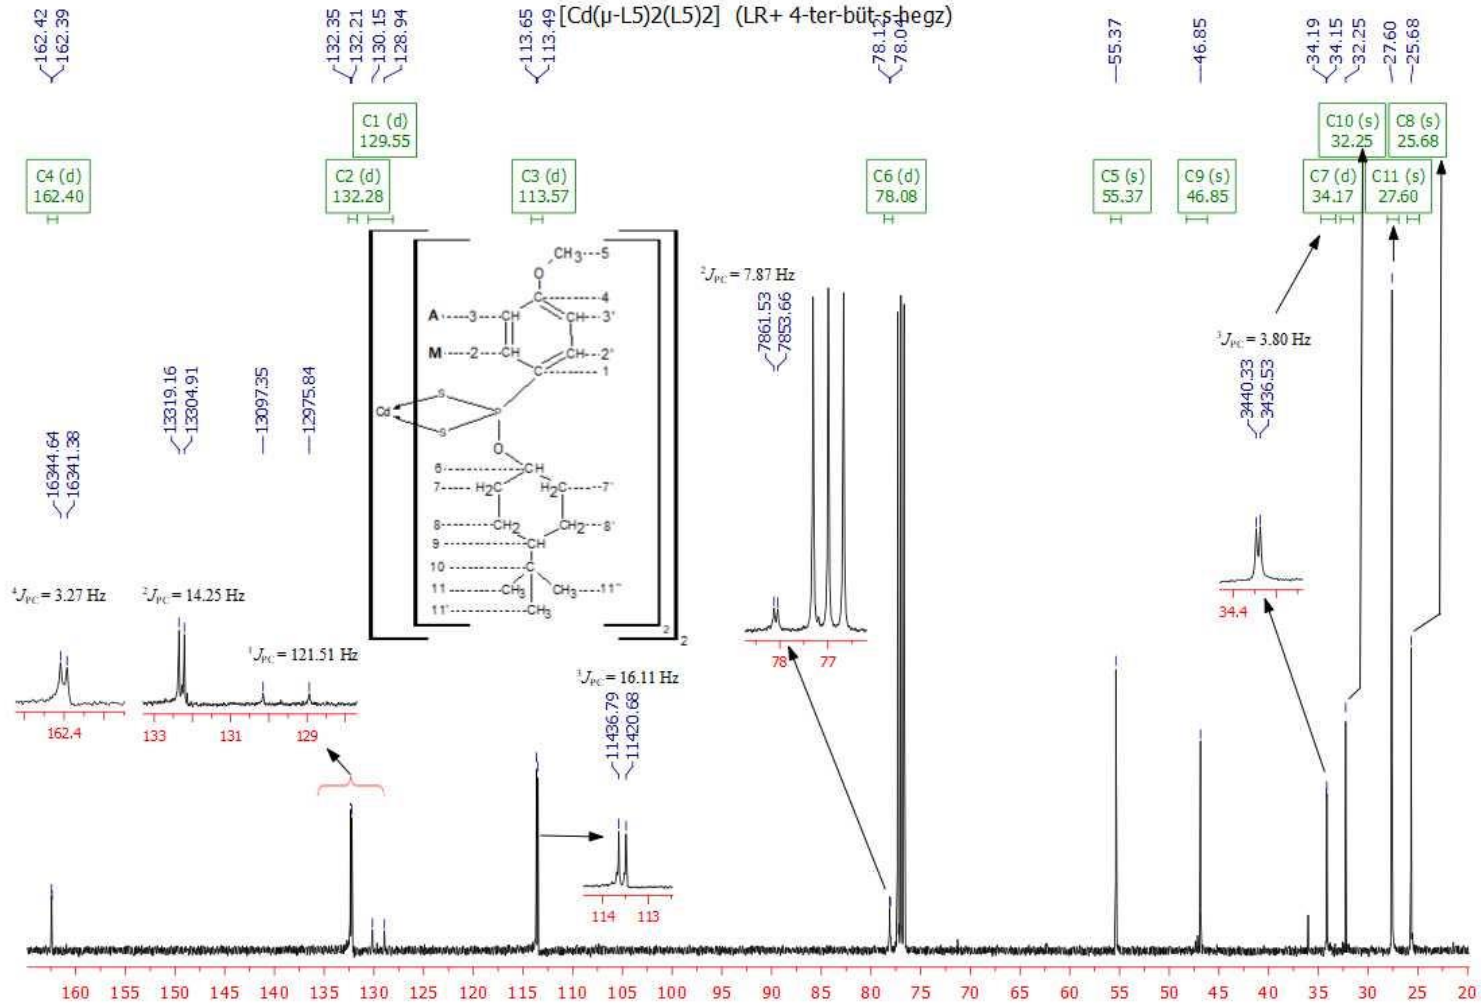 [Cd(μ-L5)2(L5)2] (LR+ 4-ter-büt-s-hegz)
162.42
162.39
132.35
132.21
130.15
128.94
113.65
113.49
78.12
78.04
55.37
46.85
34.19
34.15
32.25
27.60
25.68
C1 (d)
129.55
C10 (s)
32.25
C8 (s)
25.68
C4 (d)
162.40
C2 (d)
132.28
C3 (d)
113.57
C6 (d)
78.08
C5 (s)
55.37
C9 (s)
46.85
C7 (d)
34.17
C11 (s)
27.60
CH3 5
O
C 4
A 3 CH CH 3'
M 2 CH CH 2'
C 1
S
Cd P
S
O
6 CH
7 H2C H2C 7'
8 CH2 CH2 8'
9 CH
10 C
11 CH3 CH3 11''
11' CH3
2
2
²JPC = 7.87 Hz
7861.53
7853.66
78 77
³JPC = 3.80 Hz
3440.33
3436.53
34.4
16344.64
16341.38
13319.16
13304.91
13097.35
12975.84
⁴JPC = 3.27 Hz
²JPC = 14.25 Hz
¹JPC = 121.51 Hz
162.4
133 131 129
³JPC = 16.11 Hz
11436.79
11420.68
114 113
160 155 150 145 140 135 130 125 120 115 110 105 100 95 90 85 80 75 70 65 60 55 50 45 40 35 30 25 20